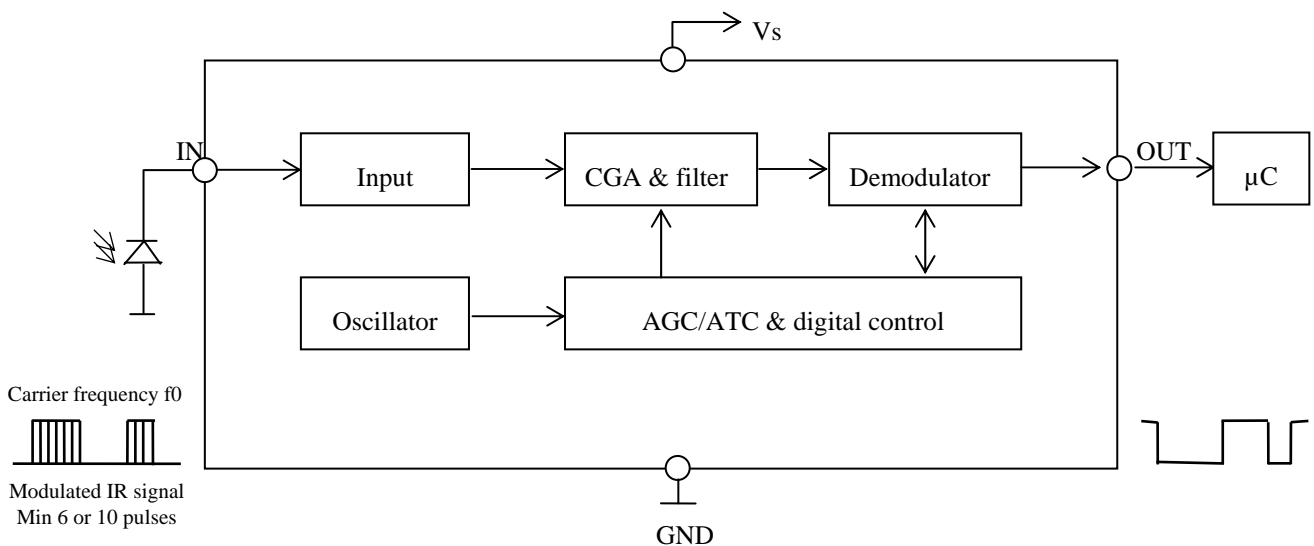 Vs
IN
Input
CGA & filter
Demodulator
OUT
µC
Oscillator
AGC/ATC & digital control
Carrier frequency f0
Modulated IR signal
Min 6 or 10 pulses
GND